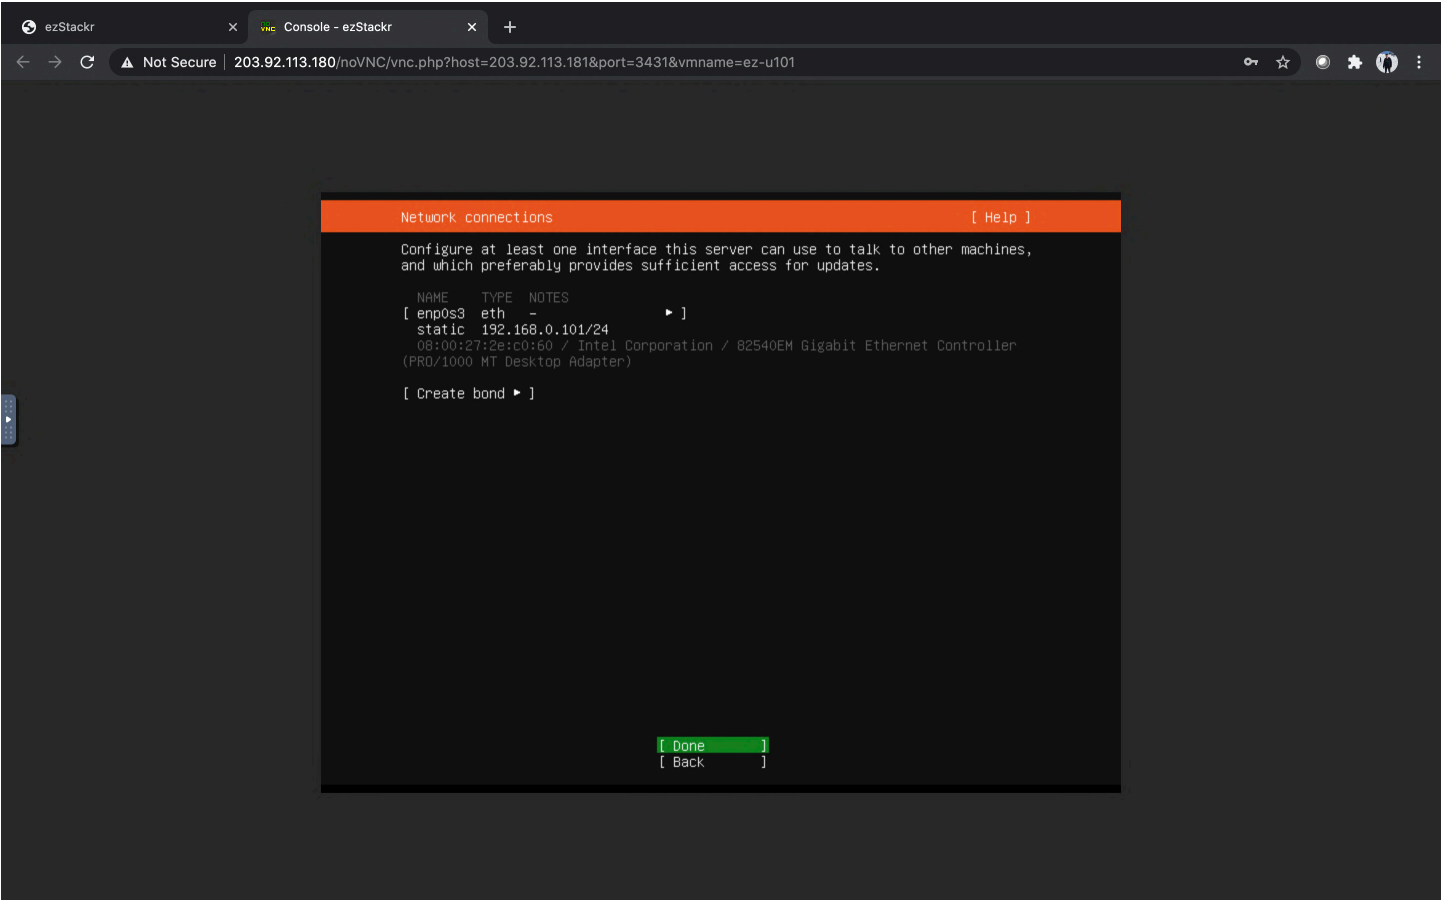 ezStackr
Console - ezStackr
Not Secure
203.92.113.180/noVNC/vnc.php?host=203.92.113.181&port=3431&vmname=ez-u101
Network connections [ Help ]
Configure at least one interface this server can use to talk to other machines,
and which preferably provides sufficient access for updates.
NAME TYPE NOTES
[ enp0s3 eth - ▸ ]
static 192.168.0.101/24
08:00:27:2e:c0:60 / Intel Corporation / 82540EM Gigabit Ethernet Controller
(PRO/1000 MT Desktop Adapter)
[ Create bond ▸ ]
[ Done ]
[ Back ]